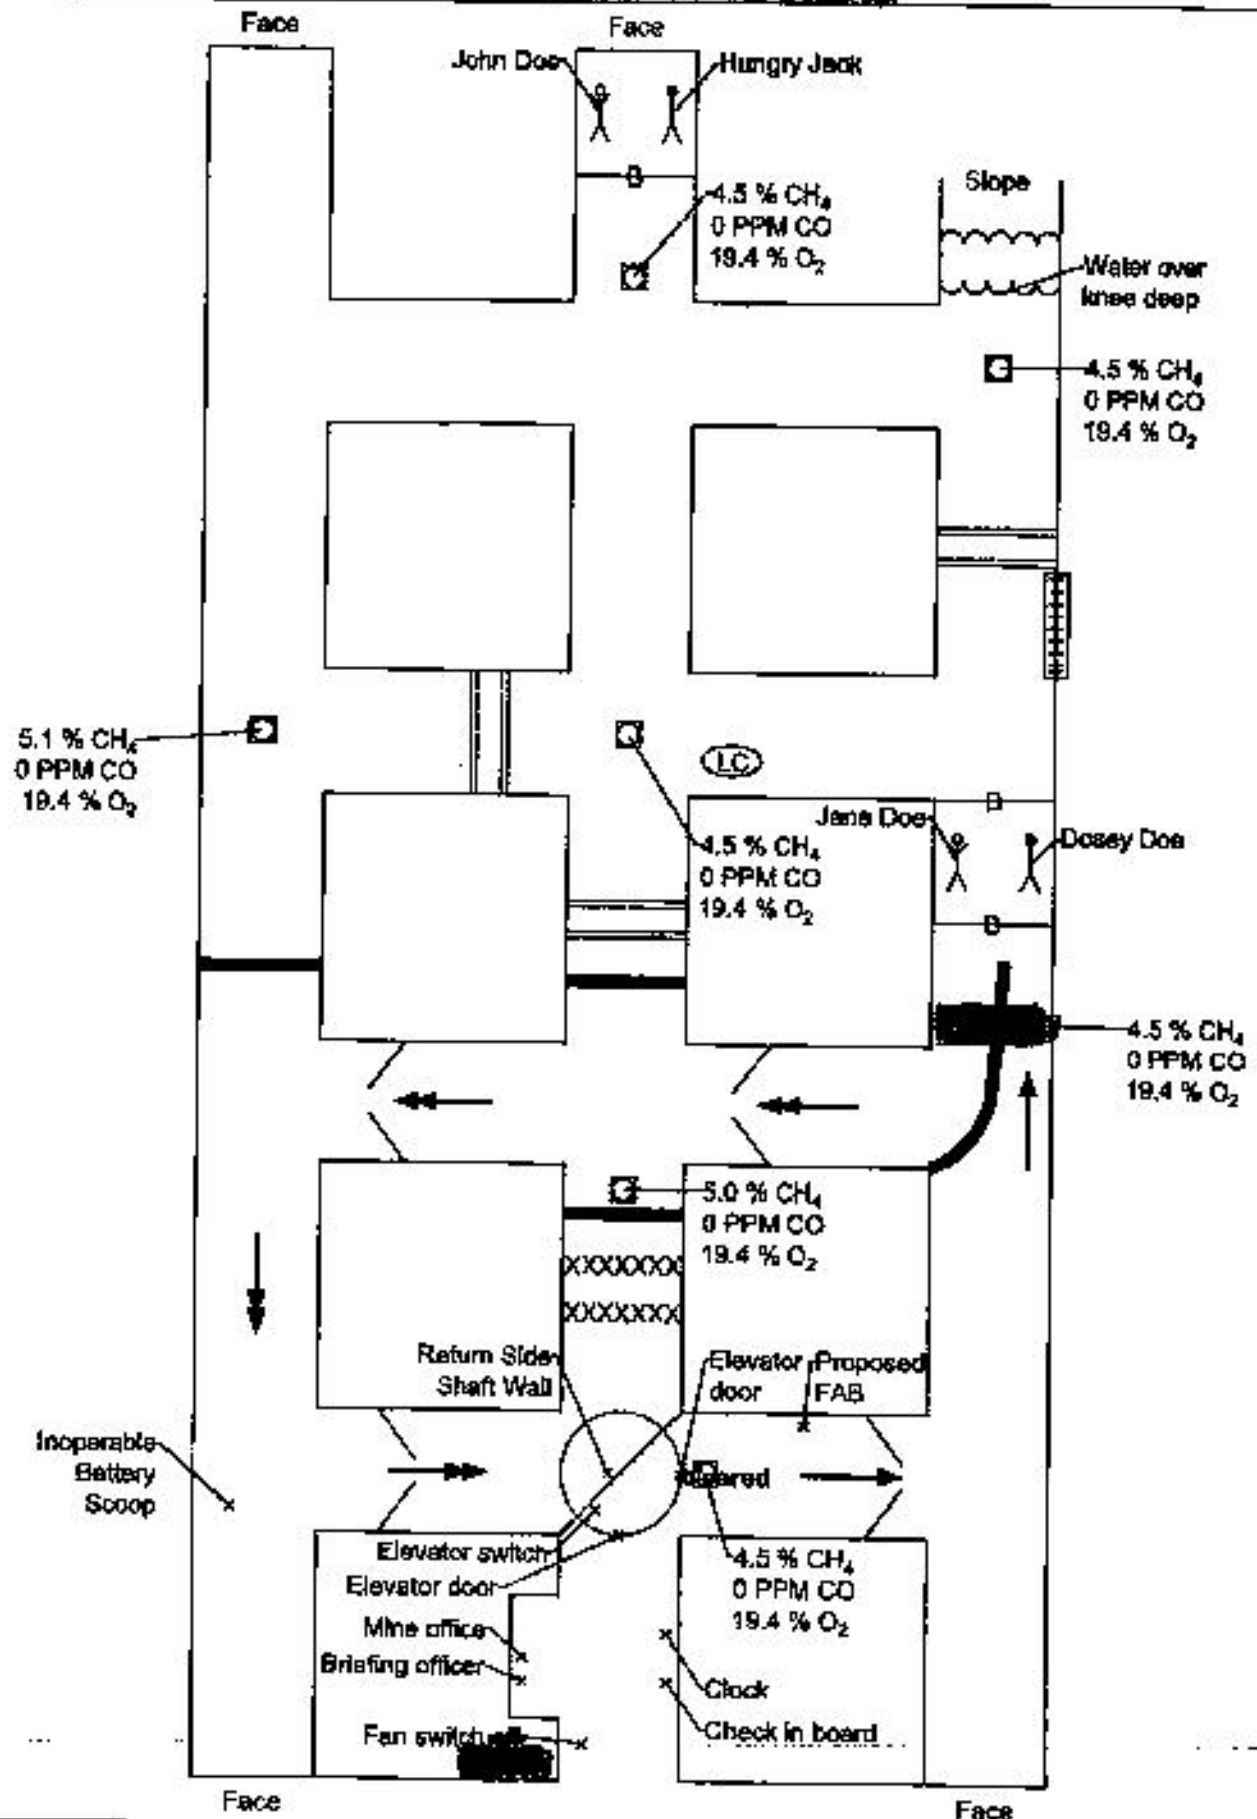 Face
Face
John Doe
Hungry Jack
Slope
4.5 % CH₄
0 PPM CO
19.4 % O₂
Water over
knee deep
4.5 % CH₄
0 PPM CO
19.4 % O₂
5.1 % CH₄
0 PPM CO
19.4 % O₂
LC
Jane Doe
Dosey Doe
4.5 % CH₄
0 PPM CO
19.4 % O₂
4.5 % CH₄
0 PPM CO
19.4 % O₂
5.0 % CH₄
0 PPM CO
19.4 % O₂
XXXXXXX
XXXXXXX
Return Side
Shaft Wall
Elevator
door
Proposed
FAB
Inoperable
Battery
Scoop
Elevator switch
Elevator door
4.5 % CH₄
0 PPM CO
19.4 % O₂
Mine office
Briefing officer
Clock
Check in board
Fan switch
Face
Face